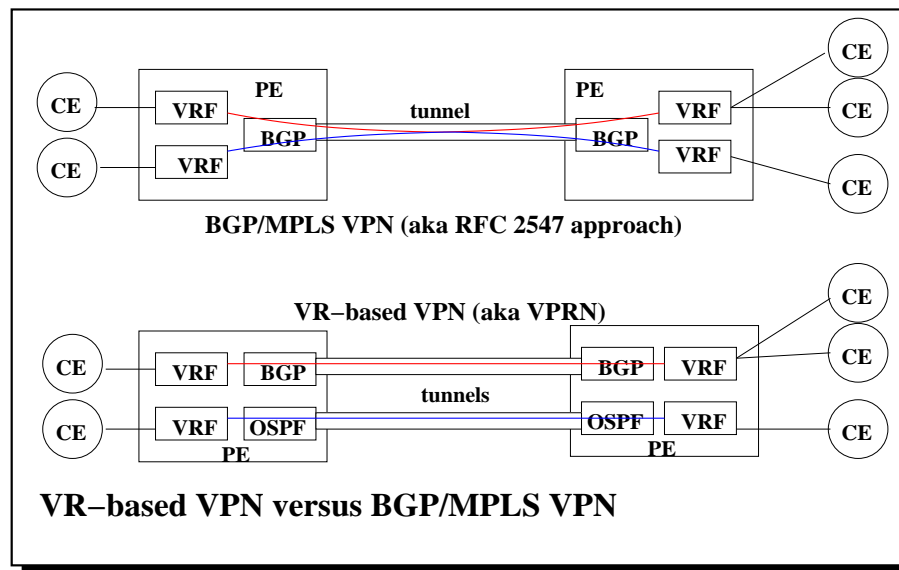 CE
PE
PE
CE
VRF
tunnel
VRF
CE
BGP
BGP
CE
VRF
VRF
CE
BGP/MPLS VPN (aka RFC 2547 approach)
VR−based VPN (aka VPRN)
CE
CE
VRF
BGP
BGP
VRF
CE
tunnels
CE
VRF
OSPF
OSPF
VRF
CE
PE
PE
VR−based VPN versus BGP/MPLS VPN